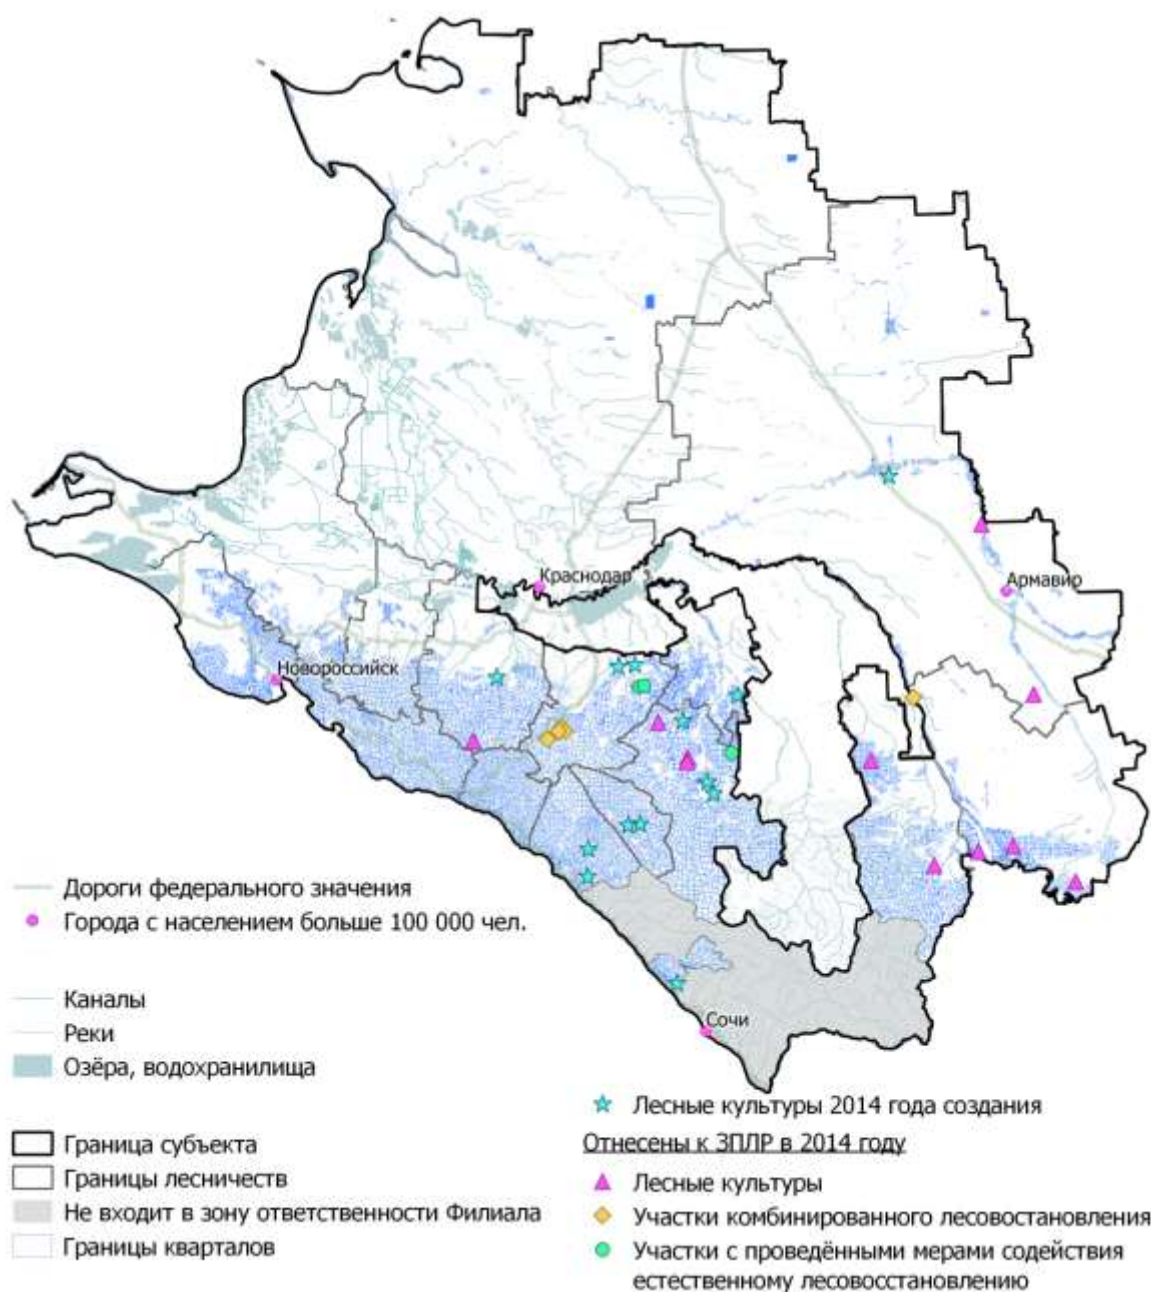 Краснодар
Армавир
Новороссийск
Сочи
Дороги федерального значения
Города с населением больше 100 000 чел.
Каналы
Реки
Озёра, водохранилища
Граница субъекта
Границы лесничеств
Не входит в зону ответственности Филиала
Границы кварталов
Лесные культуры 2014 года создания
Отнесены к ЗПЛР в 2014 году
Лесные культуры
Участки комбинированного лесовостановления
Участки с проведёнными мерами содействия
естественному лесовосстановлению